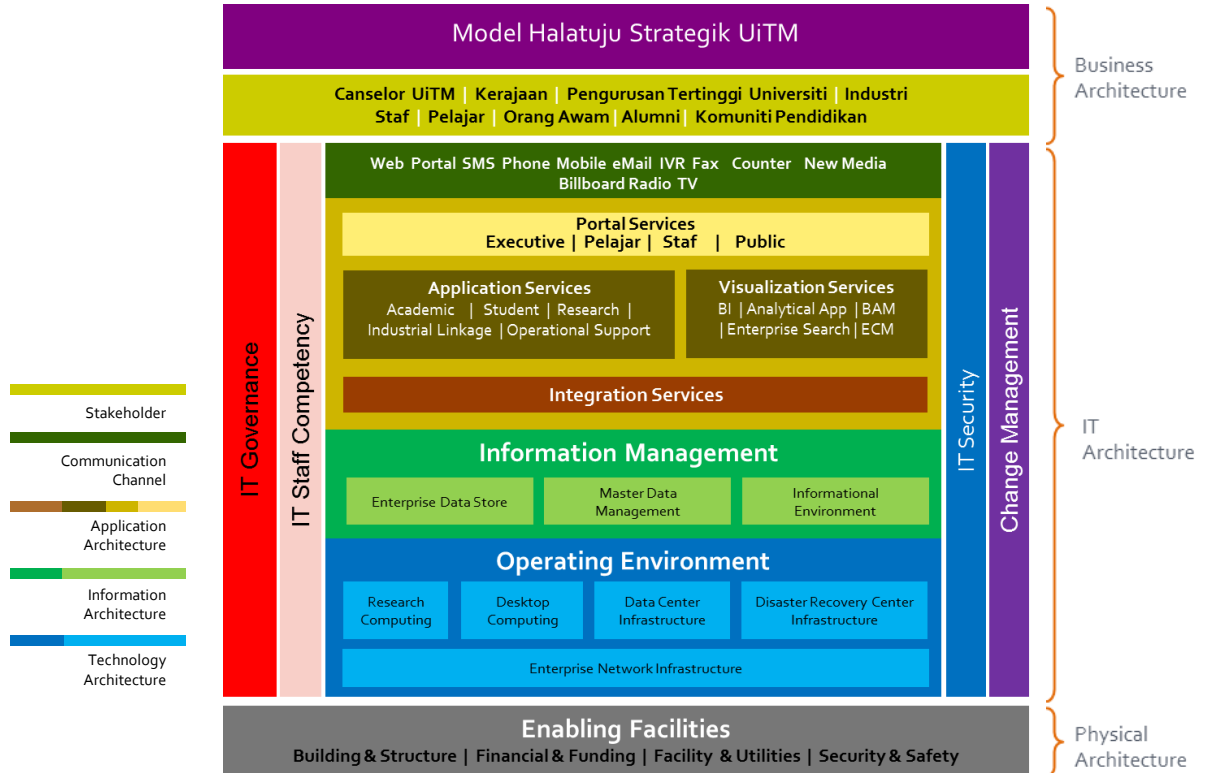 Model Halatuju Strategik UiTM
Canselor UiTM | Kerajaan | Pengurusan Tertinggi Universiti | Industri
Staf | Pelajar | Orang Awam | Alumni | Komuniti Pendidikan
Business
Architecture
IT Governance
IT Staff Competency
Web Portal SMS Phone Mobile eMail IVR Fax Counter New Media
Billboard Radio TV
Portal Services
Executive | Pelajar | Staf | Public
Application Services
Academic | Student | Research |
Industrial Linkage | Operational Support
Visualization Services
BI | Analytical App | BAM
| Enterprise Search | ECM
Integration Services
Information Management
Enterprise Data Store
Master Data
Management
Informational
Environment
Operating Environment
Research
Computing
Desktop
Computing
Data Center
Infrastructure
Disaster Recovery Center
Infrastructure
Enterprise Network Infrastructure
IT Security
Change Management
IT
Architecture
Stakeholder
Communication
Channel
Application
Architecture
Information
Architecture
Technology
Architecture
Enabling Facilities
Building & Structure | Financial & Funding | Facility & Utilities | Security & Safety
Physical
Architecture